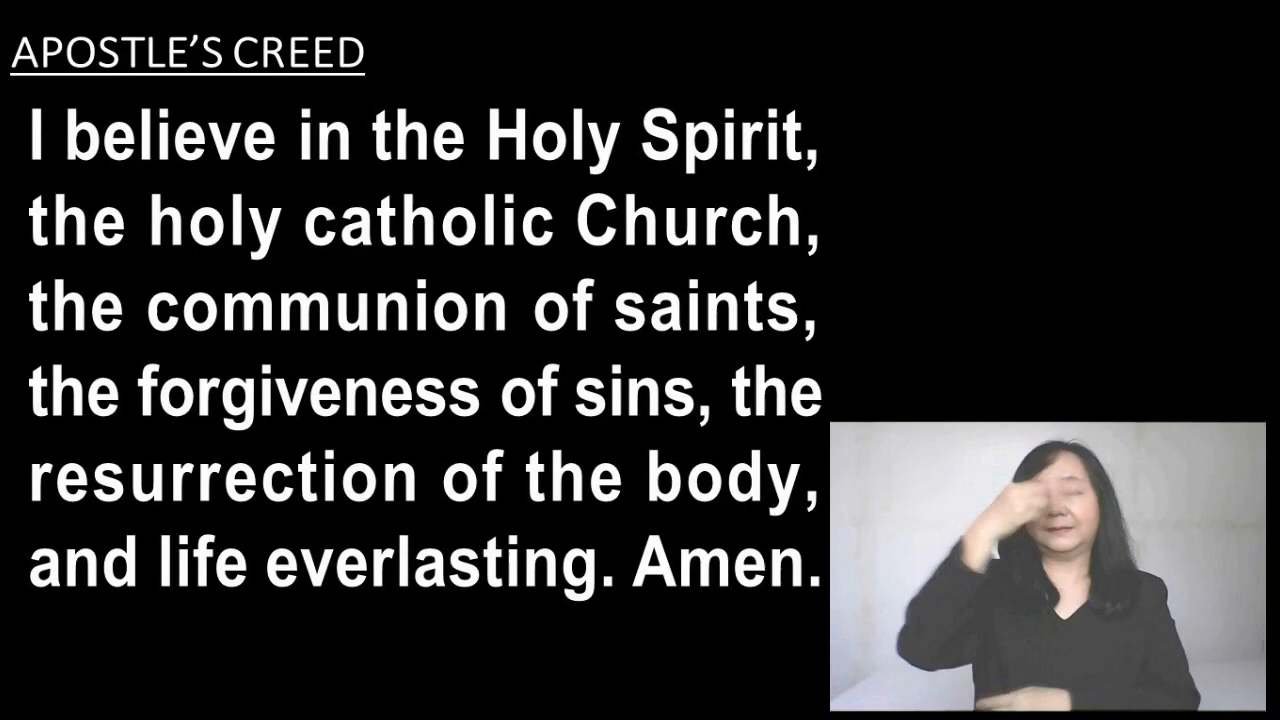 APOSTLE’S CREED
I believe in the Holy Spirit,
the holy catholic Church,
the communion of saints,
the forgiveness of sins, the
resurrection of the body,
and life everlasting. Amen.